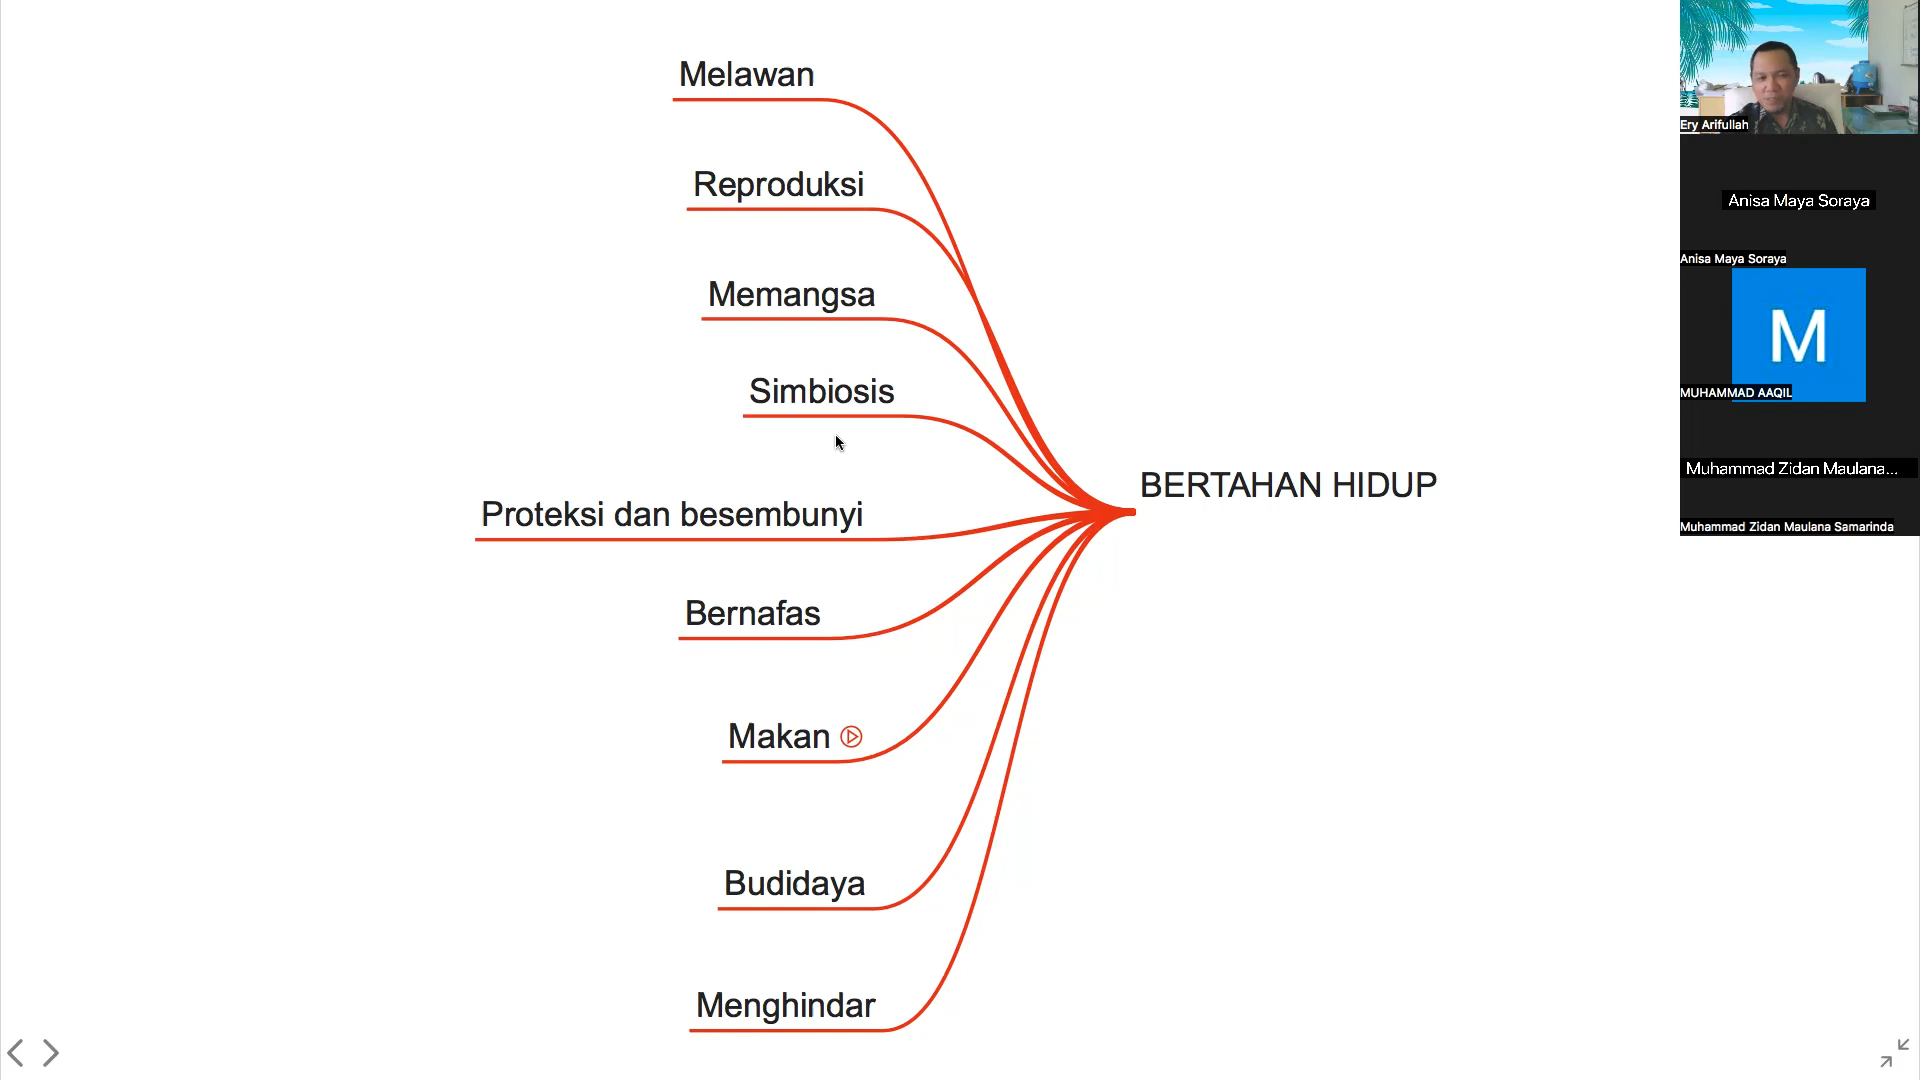 Melawan
Reproduksi
Memangsa
Simbiosis
Proteksi dan besembunyi
Bernafas
Makan
Budidaya
Menghindar
BERTAHAN HIDUP
Ery Arifullah
Anisa Maya Soraya
Anisa Maya Soraya
M
MUHAMMAD AAQIL
Muhammad Zidan Maulana...
Muhammad Zidan Maulana Samarinda